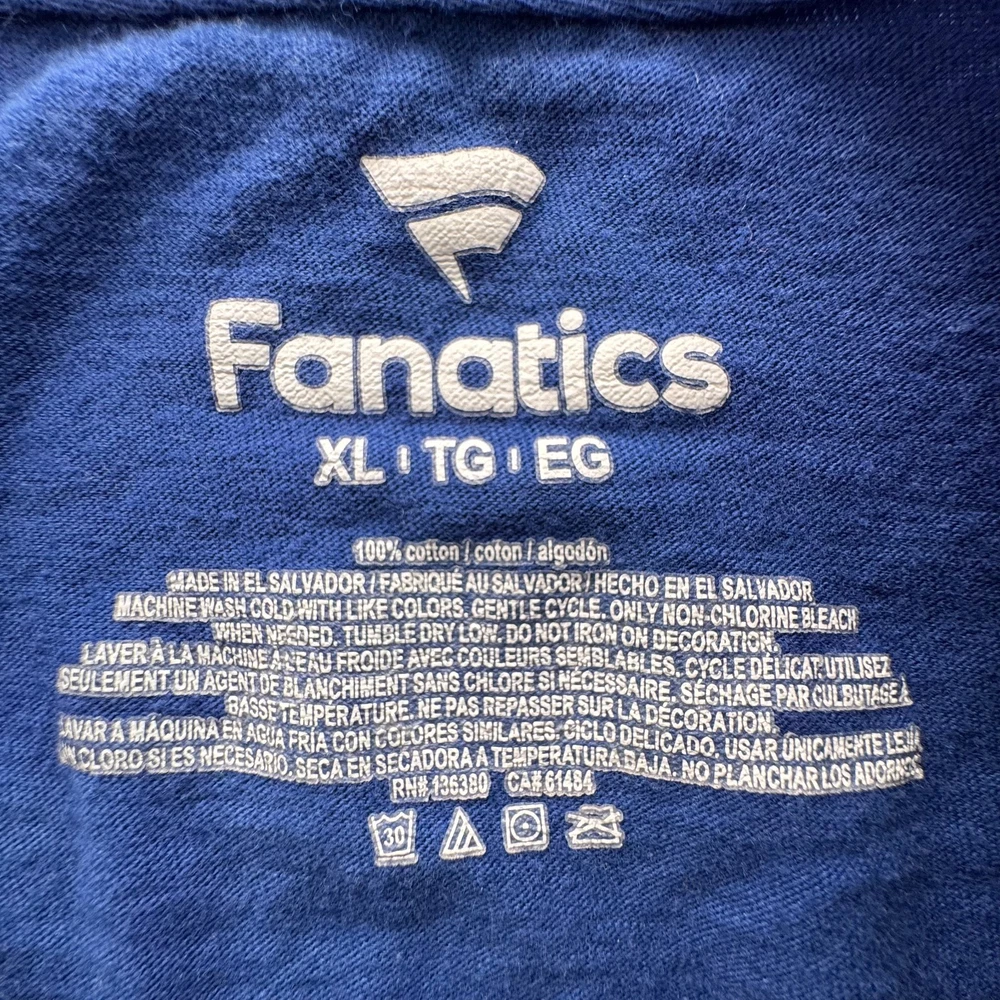 Fanatics
XL | TG | EG
100% cotton / coton / algodón
MADE IN EL SALVADOR / FABRIQUÉ AU SALVADOR / HECHO EN EL SALVADOR
MACHINE WASH COLD WITH LIKE COLORS. GENTLE CYCLE. ONLY NON-CHLORINE BLEACH
WHEN NEEDED. TUMBLE DRY LOW. DO NOT IRON ON DECORATION.
LAVER À LA MACHINE À L'EAU FROIDE AVEC COULEURS SEMBLABLES. CYCLE DÉLICAT. UTILISEZ
SEULEMENT UN AGENT DE BLANCHIMENT SANS CHLORE SI NÉCESSAIRE. SÉCHAGE PAR CULBUTAGE À
BASSE TEMPÉRATURE. NE PAS REPASSER SUR LA DÉCORATION.
LAVAR A MÁQUINA EN AGUA FRÍA CON COLORES SIMILARES. CICLO DELICADO. USAR ÚNICAMENTE LEJÍA
SIN CLORO SI ES NECESARIO. SECA EN SECADORA A TEMPERATURA BAJA. NO PLANCHAR LOS ADORNOS
RN# 136380 CA# 61484
30